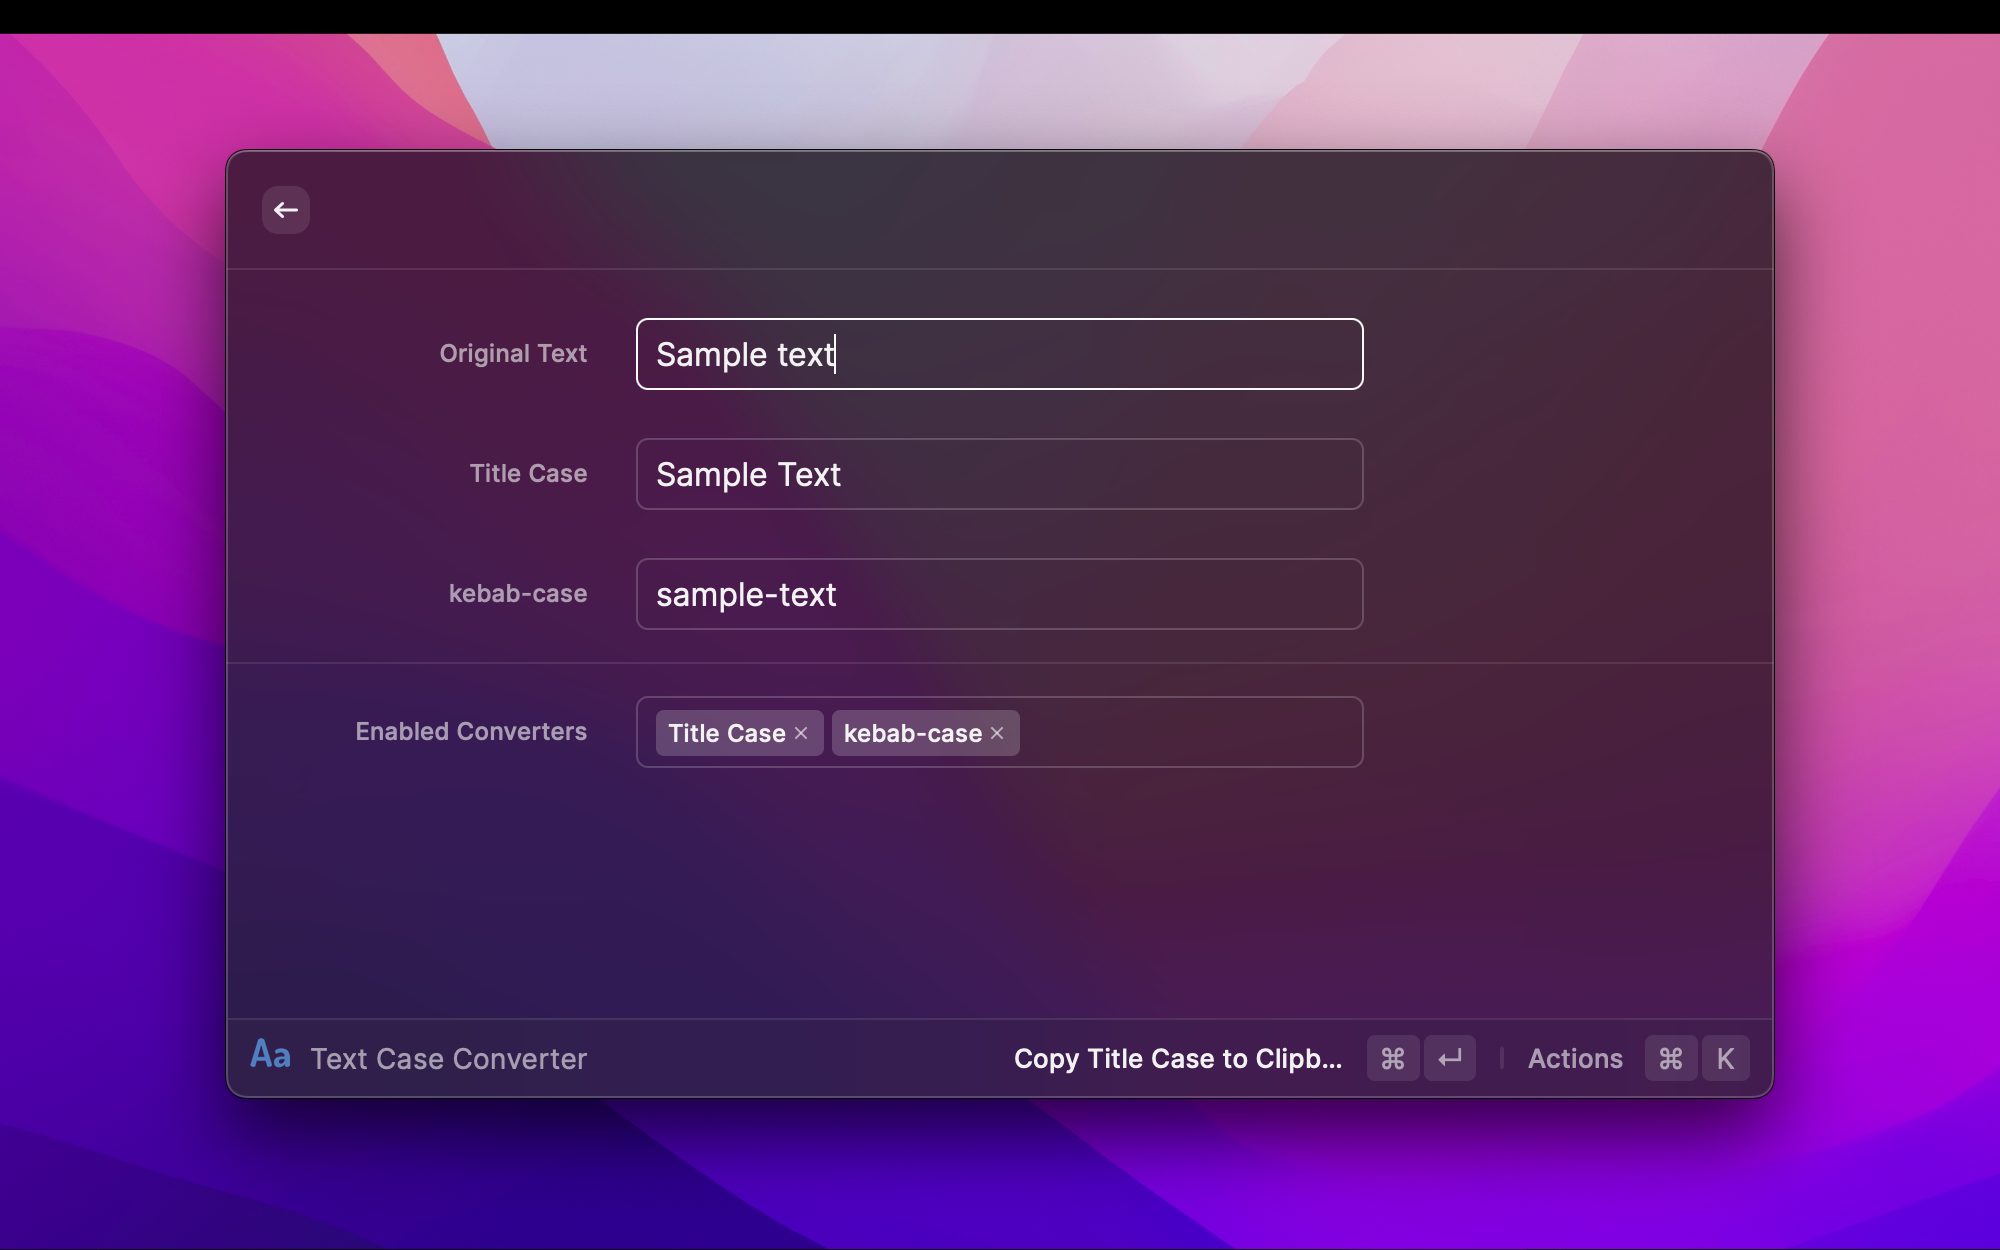 Original Text
Sample text
Title Case
Sample Text
kebab-case
sample-text
Enabled Converters
Title Case × kebab-case ×
Aa Text Case Converter
Copy Title Case to Clipb... ⌘ ↵ Actions ⌘ K